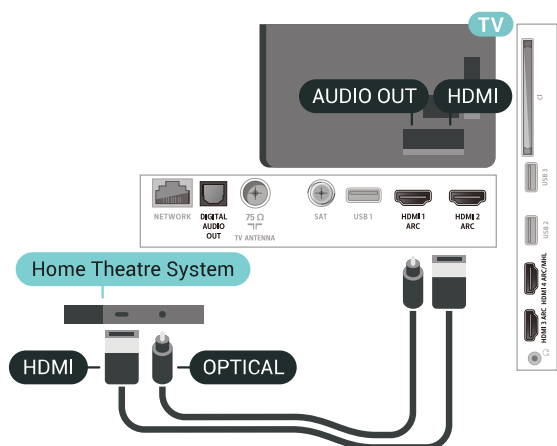 TV
AUDIO OUT
HDMI
NETWORK
DIGITAL
AUDIO
OUT
75 Ω
TV ANTENNA
SAT
USB 1
HDMI 1
ARC
HDMI 2
ARC
USB 3
USB 2
HDMI 4 ARC/MHL
HDMI 3 ARC
Home Theatre System
HDMI
OPTICAL